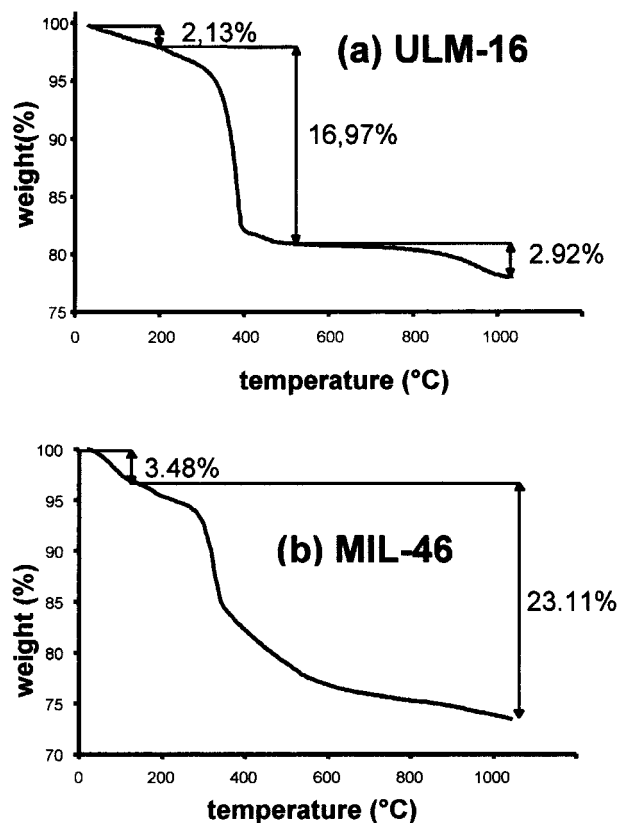 100
2,13%
(a) ULM-16
95
16,97%
90
85
80
2.92%
75
weight(%)
0 200 400 600 800 1000
temperature (°C)
100
3.48%
95
(b) MIL-46
90
23.11%
85
80
75
70
weight (%)
0 200 400 600 800 1000
temperature (°C)